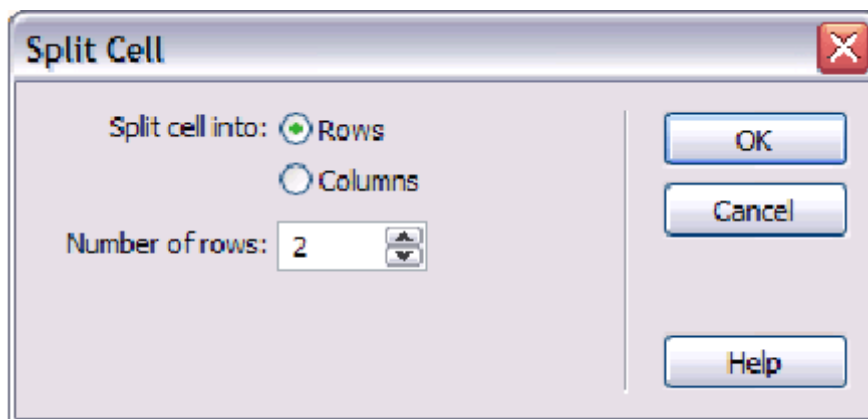 Split Cell
Split cell into: Rows
Columns
Number of rows: 2
OK
Cancel
Help